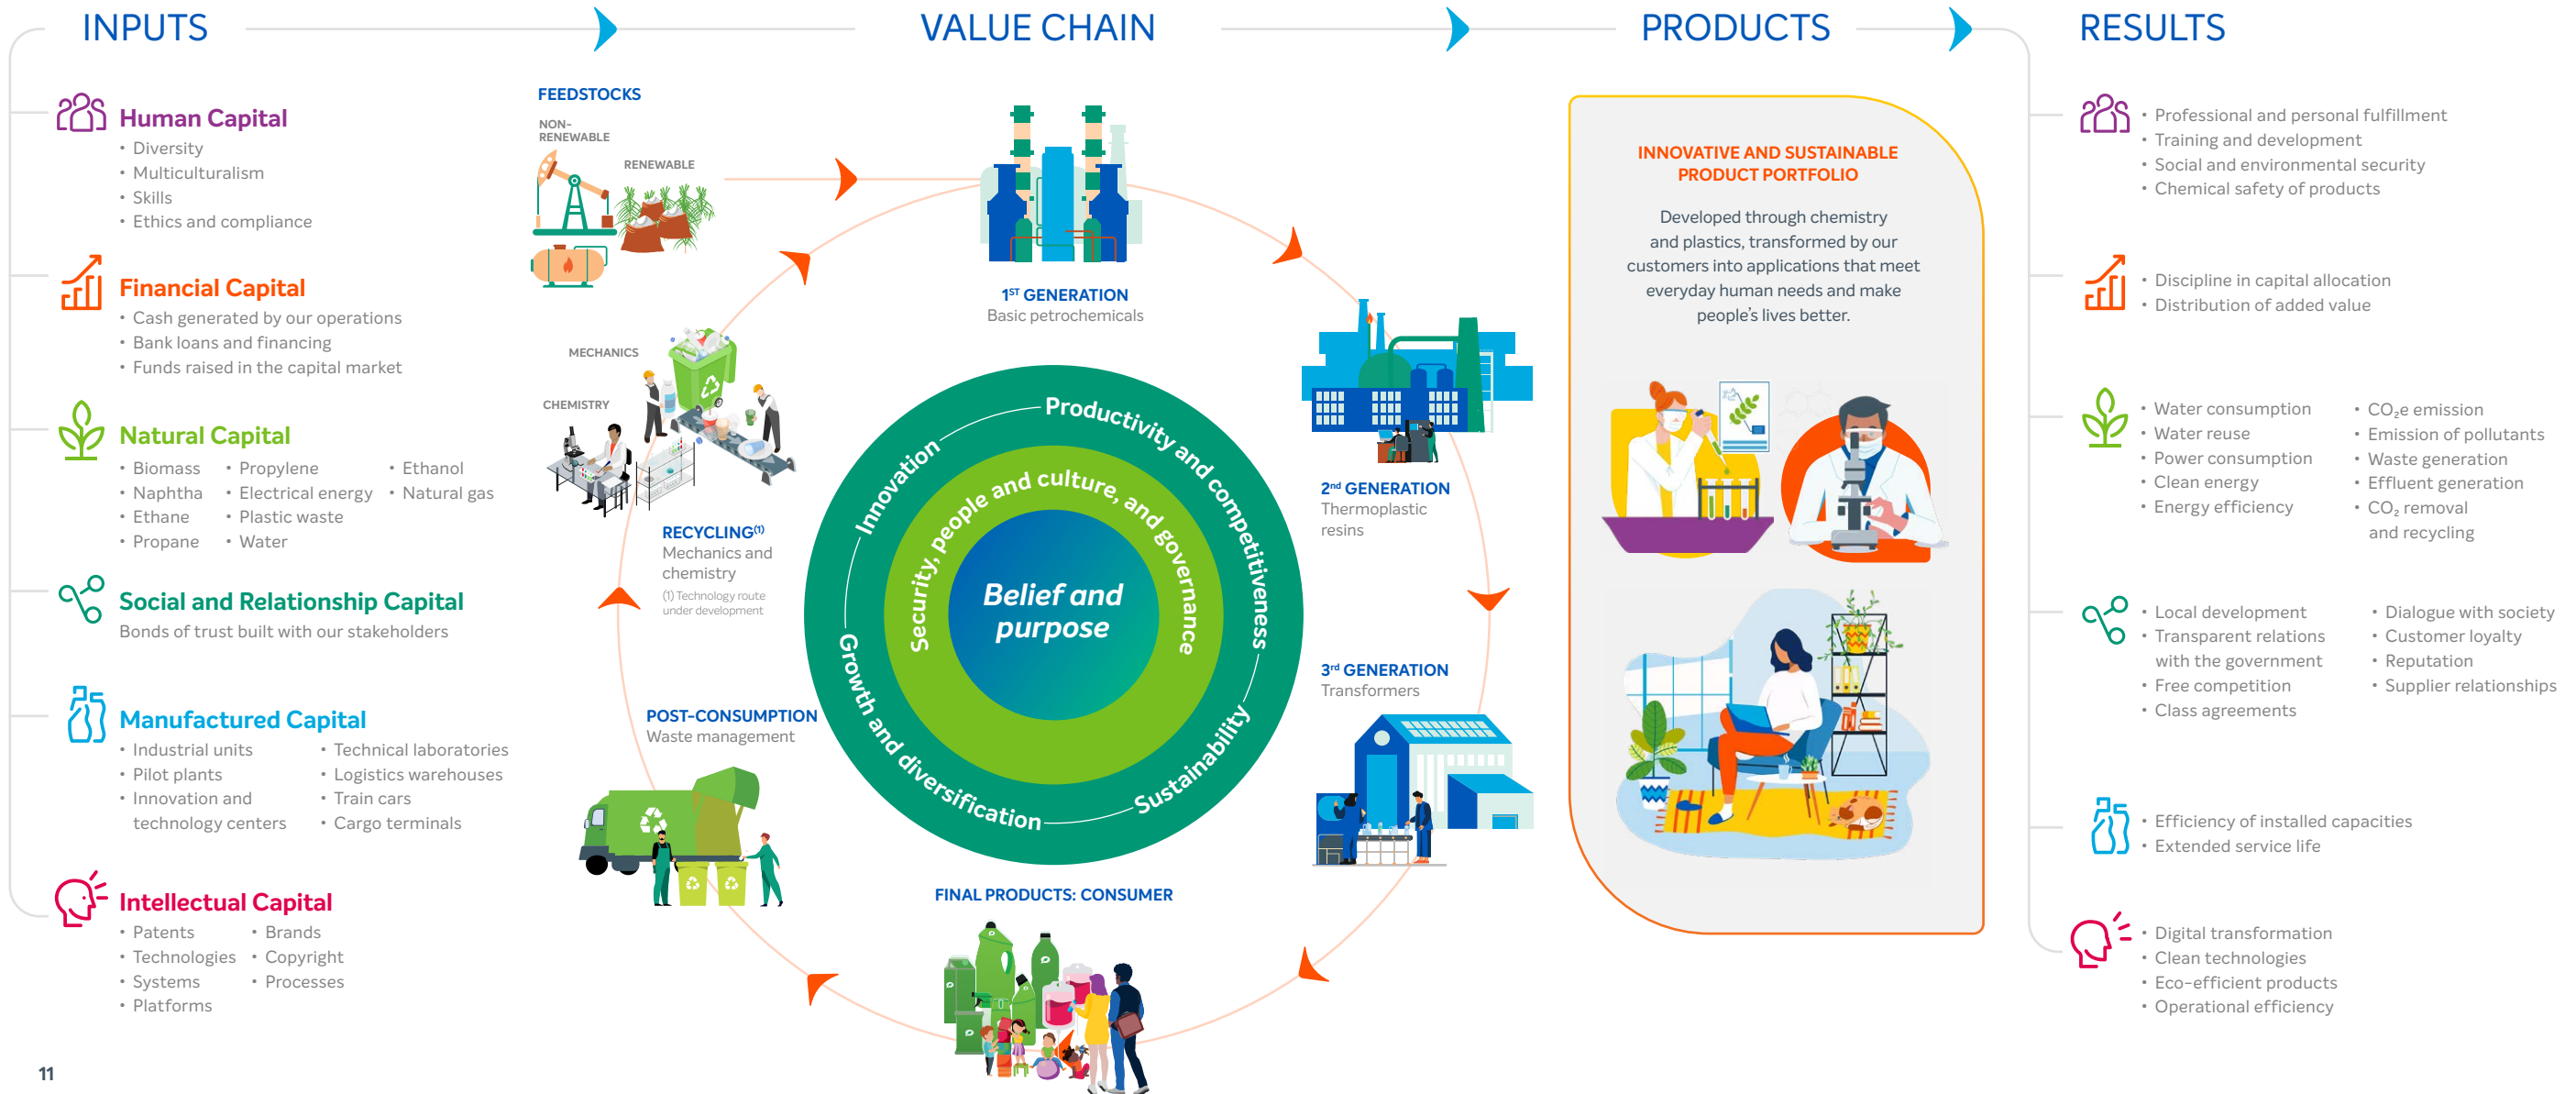 INPUTS
VALUE CHAIN
PRODUCTS
RESULTS
Human Capital
• Diversity
• Multiculturalism
• Skills
• Ethics and compliance
Financial Capital
• Cash generated by our operations
• Bank loans and financing
• Funds raised in the capital market
Natural Capital
• Biomass
• Naphtha
• Ethane
• Propane
• Propylene
• Electrical energy
• Plastic waste
• Water
• Ethanol
• Natural gas
Social and Relationship Capital
Bonds of trust built with our stakeholders
Manufactured Capital
• Industrial units
• Pilot plants
• Innovation and
technology centers
• Technical laboratories
• Logistics warehouses
• Train cars
• Cargo terminals
Intellectual Capital
• Patents
• Technologies
• Systems
• Platforms
• Brands
• Copyright
• Processes
FEEDSTOCKS
NON-
RENEWABLE
RENEWABLE
1ST GENERATION
Basic petrochemicals
2nd GENERATION
Thermoplastic
resins
3rd GENERATION
Transformers
FINAL PRODUCTS: CONSUMER
POST-CONSUMPTION
Waste management
MECHANICS
CHEMISTRY
RECYCLING(1)
Mechanics and
chemistry
(1) Technology route
under development
Innovation
Productivity and competitiveness
Sustainability
Growth and diversification
Security, people and culture, and governance
Belief and
purpose
INNOVATIVE AND SUSTAINABLE
PRODUCT PORTFOLIO
Developed through chemistry
and plastics, transformed by our
customers into applications that meet
everyday human needs and make
people's lives better.
• Professional and personal fulfillment
• Training and development
• Social and environmental security
• Chemical safety of products
• Discipline in capital allocation
• Distribution of added value
• Water consumption
• Water reuse
• Power consumption
• Clean energy
• Energy efficiency
• CO₂e emission
• Emission of pollutants
• Waste generation
• Effluent generation
• CO₂ removal
and recycling
• Local development
• Transparent relations
with the government
• Free competition
• Class agreements
• Dialogue with society
• Customer loyalty
• Reputation
• Supplier relationships
• Efficiency of installed capacities
• Extended service life
• Digital transformation
• Clean technologies
• Eco-efficient products
• Operational efficiency
11